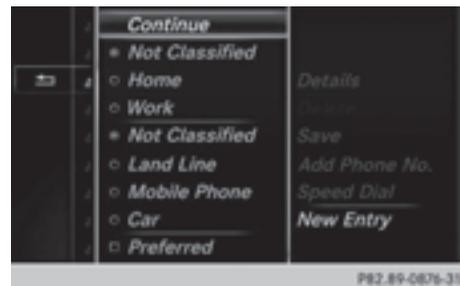 Continue
Not Classified
Home
Work
Not Classified
Land Line
Mobile Phone
Car
Preferred
Details
Delete
Save
Add Phone No.
Speed Dial
New Entry
P82.89-0876-31